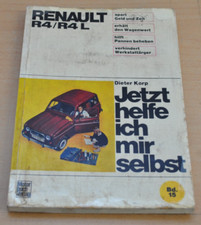 RENAULT
R4/R4L
spart
Geld und Zeit
erhält
den Wagenwert
hilft
Pannen beheben
verhindert
Werkstattärger
Dieter Korp
Jetzt
helfe
ich
mir
selbst
Bd.
15